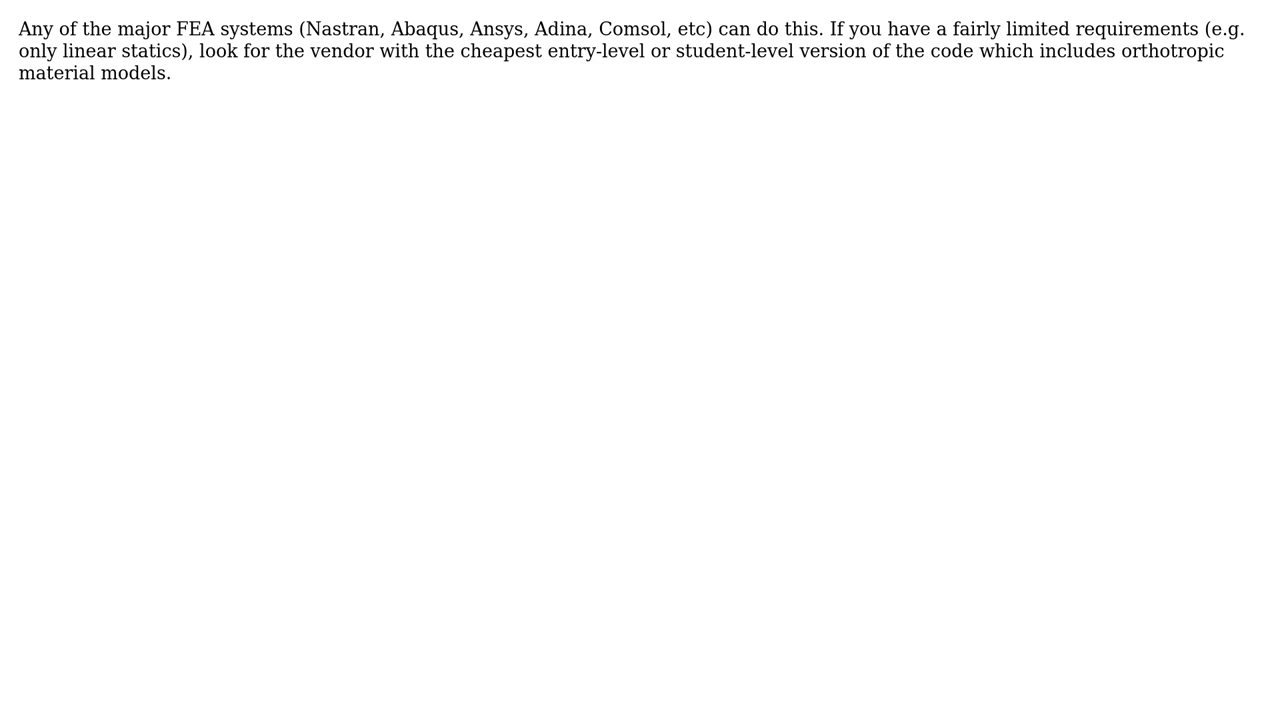 Any of the major FEA systems (Nastran, Abaqus, Ansys, Adina, Comsol, etc) can do this. If you have a fairly limited requirements (e.g.
only linear statics), look for the vendor with the cheapest entry-level or student-level version of the code which includes orthotropic
material models.